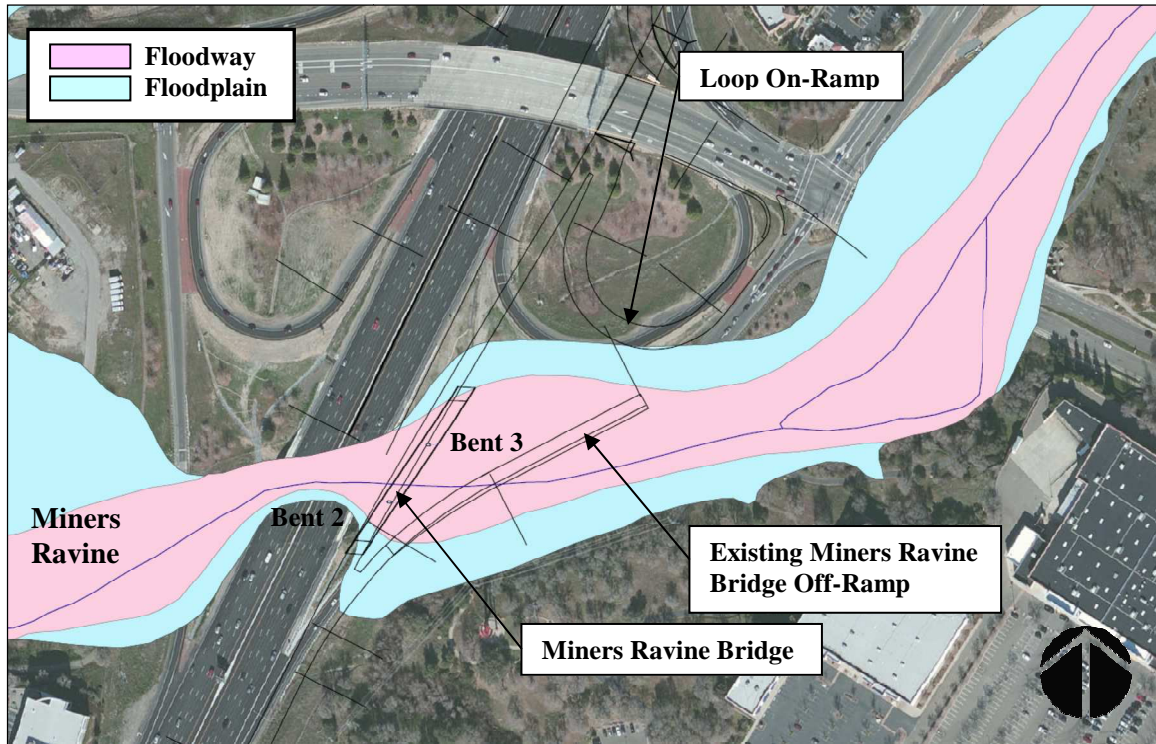 Floodway
Floodplain
Loop On-Ramp
Bent 3
Bent 2
Miners
Ravine
Existing Miners Ravine
Bridge Off-Ramp
Miners Ravine Bridge